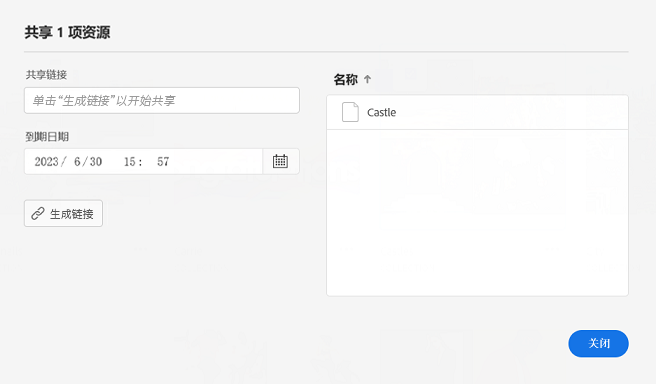 共享 1 项资源
共享链接
单击“生成链接”以开始共享
到期日期
2023/ 6/30 15: 57
生成链接
名称
Castle
关闭